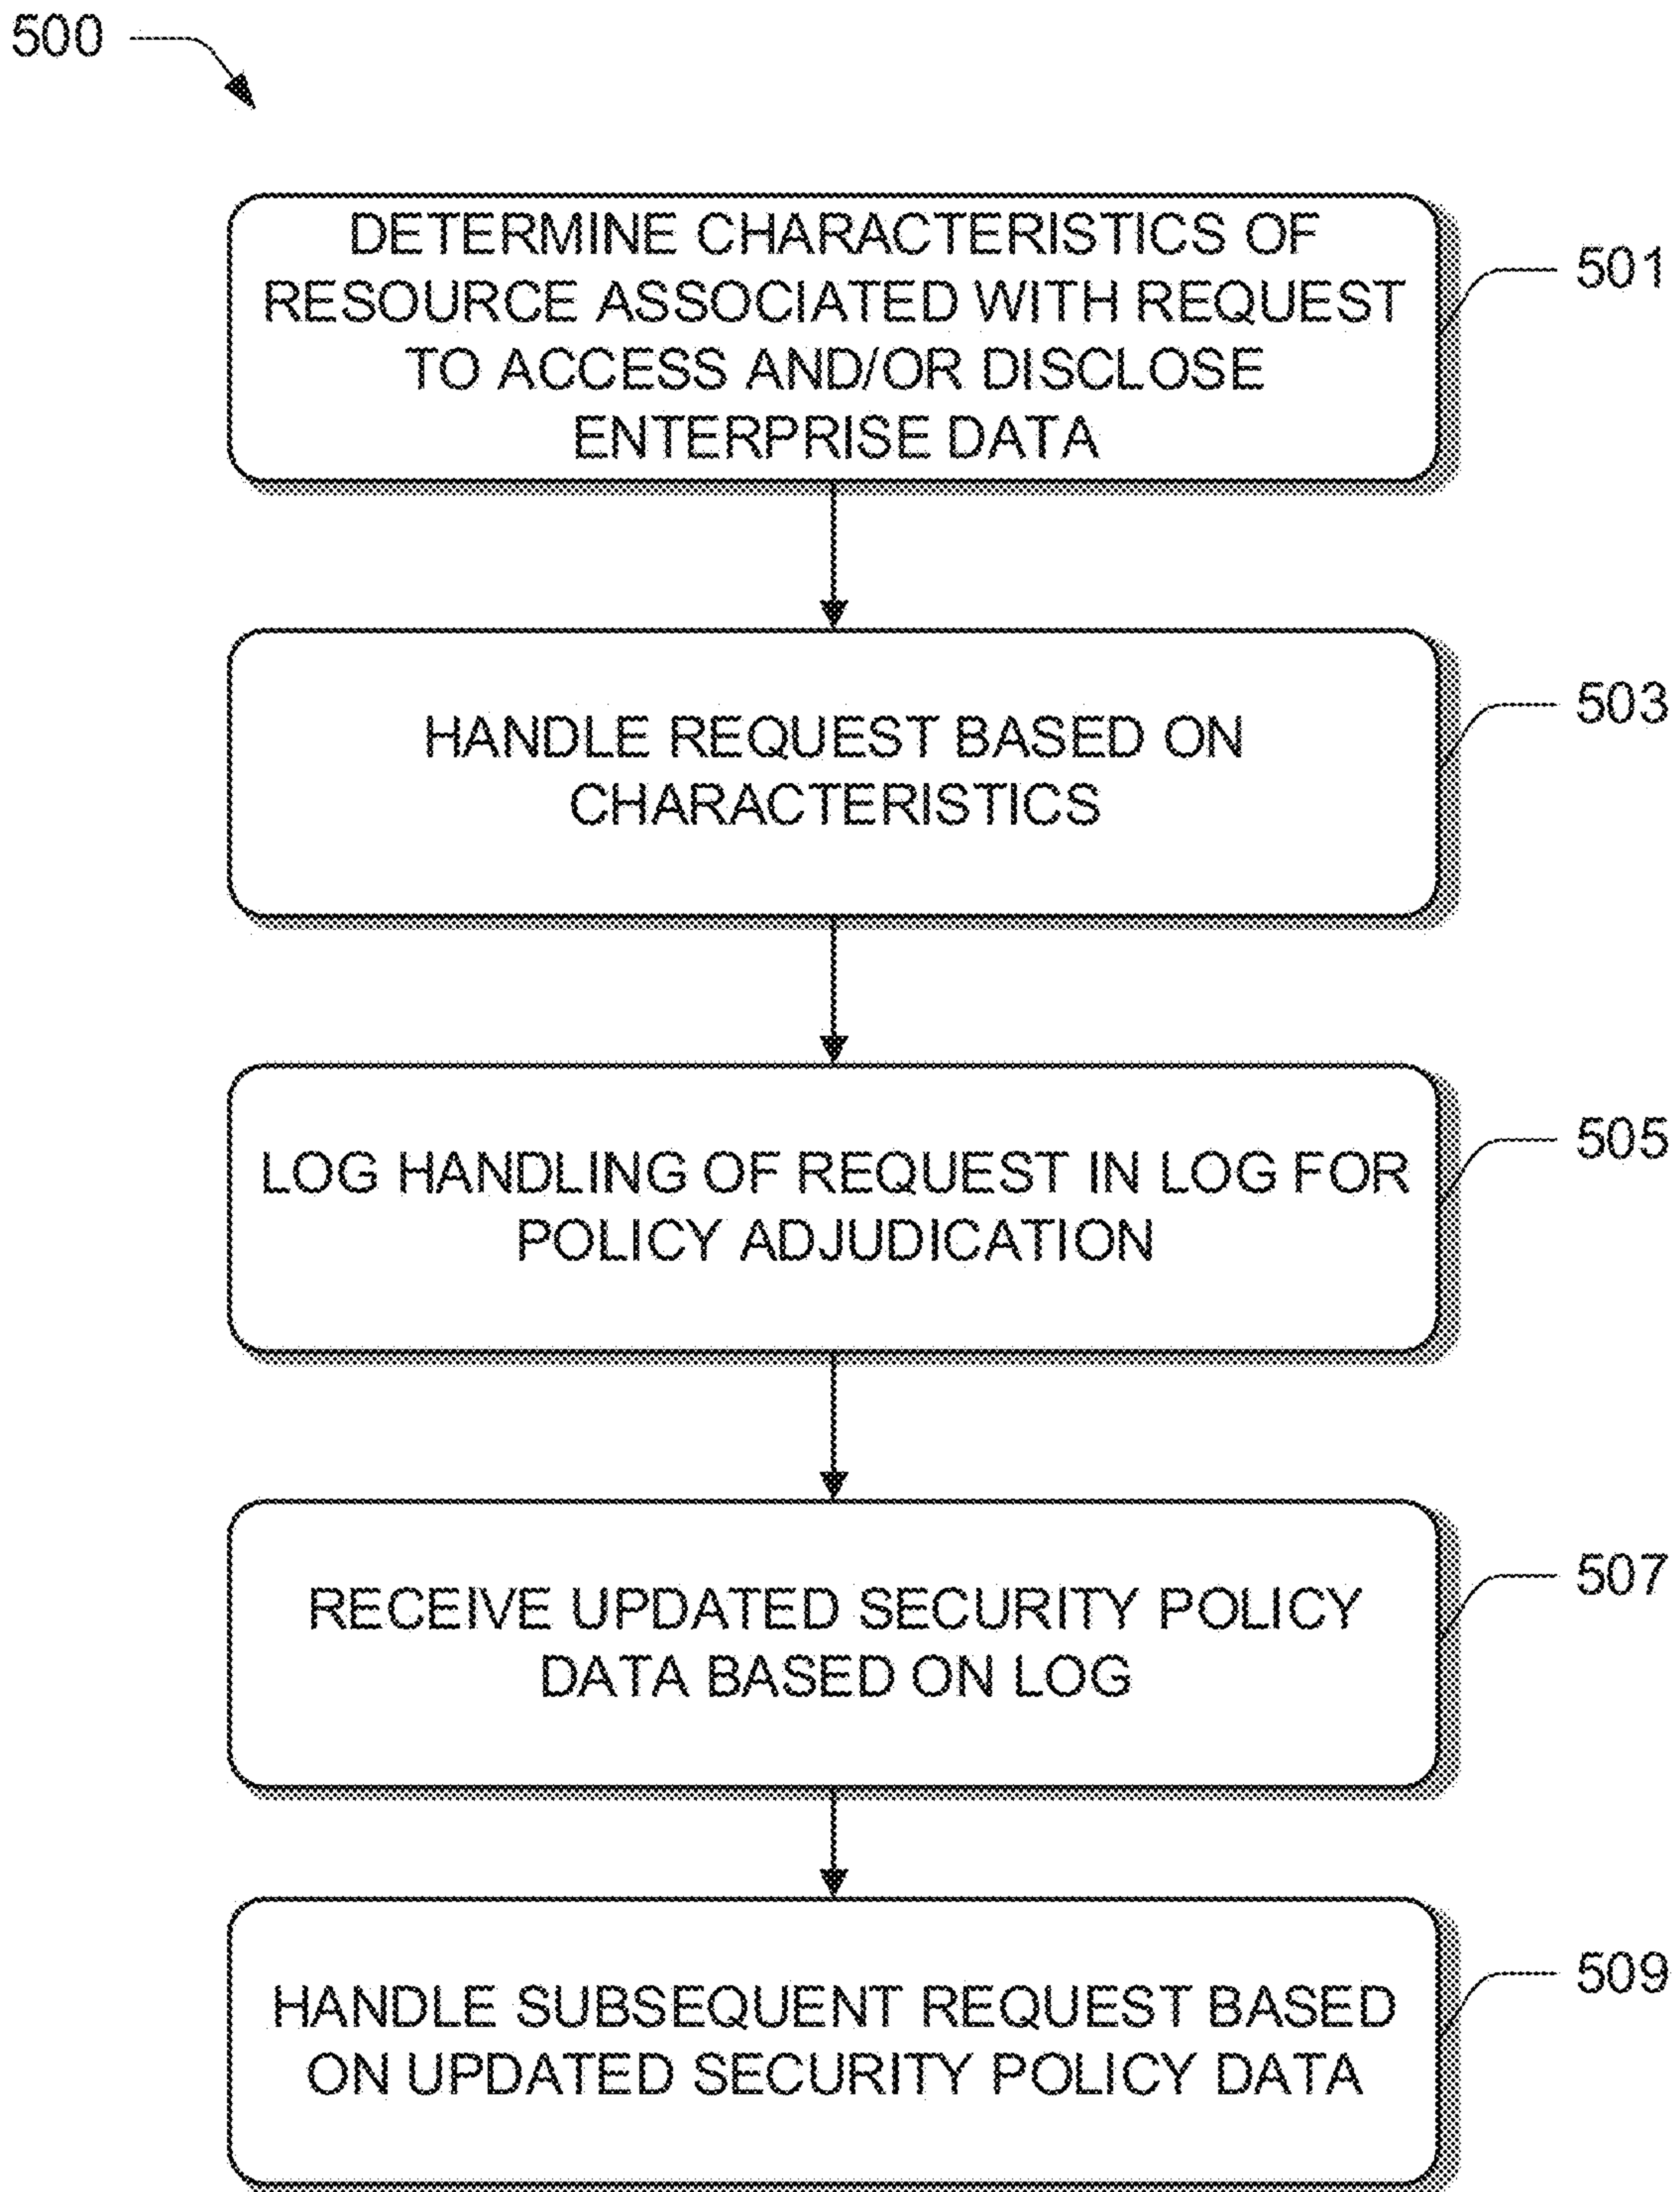 500
DETERMINE CHARACTERISTICS OF
RESOURCE ASSOCIATED WITH REQUEST
TO ACCESS AND/OR DISCLOSE
ENTERPRISE DATA
501
HANDLE REQUEST BASED ON
CHARACTERISTICS
503
LOG HANDLING OF REQUEST IN LOG FOR
POLICY ADJUDICATION
505
RECEIVE UPDATED SECURITY POLICY
DATA BASED ON LOG
507
HANDLE SUBSEQUENT REQUEST BASED
ON UPDATED SECURITY POLICY DATA
509